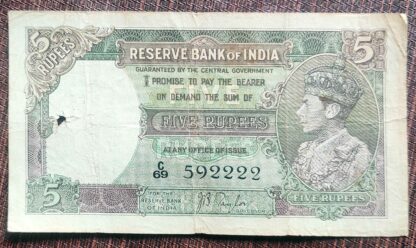 5 RUPEES
RESERVE BANK OF INDIA
5
GUARANTEED BY THE CENTRAL GOVERNMENT
I PROMISE TO PAY THE BEARER
ON DEMAND THE SUM OF
FIVE RUPEES
AT ANY OFFICE OF ISSUE
C/69 592222
5
FOR THE
RESERVE BANK
OF INDIA
GOVERNOR
FIVE RUPEES